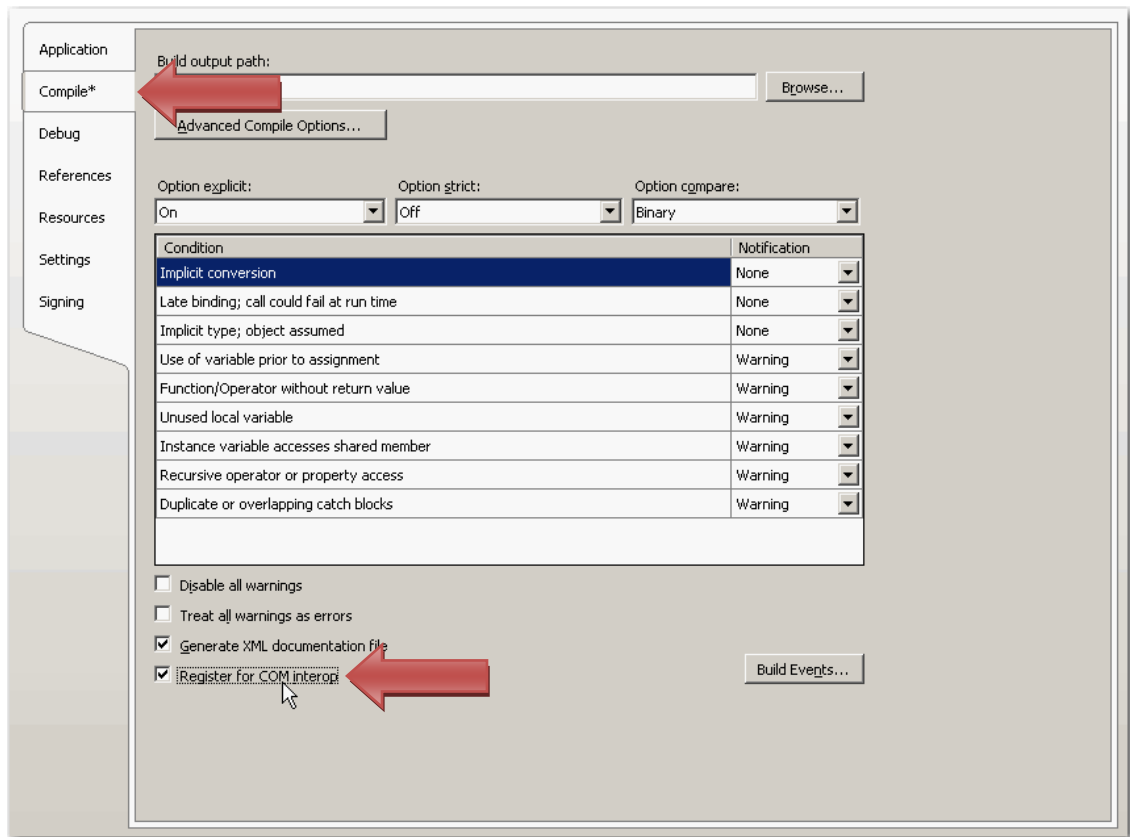 Application
Compile*
Debug
References
Resources
Settings
Signing
Build output path:
Browse...
Advanced Compile Options...
Option explicit:
Option strict:
Option compare:
On
Off
Binary
Condition
Notification
Implicit conversion
None
Late binding; call could fail at run time
None
Implicit type; object assumed
None
Use of variable prior to assignment
Warning
Function/Operator without return value
Warning
Unused local variable
Warning
Instance variable accesses shared member
Warning
Recursive operator or property access
Warning
Duplicate or overlapping catch blocks
Warning
Disable all warnings
Treat all warnings as errors
Generate XML documentation file
Register for COM interop
Build Events...